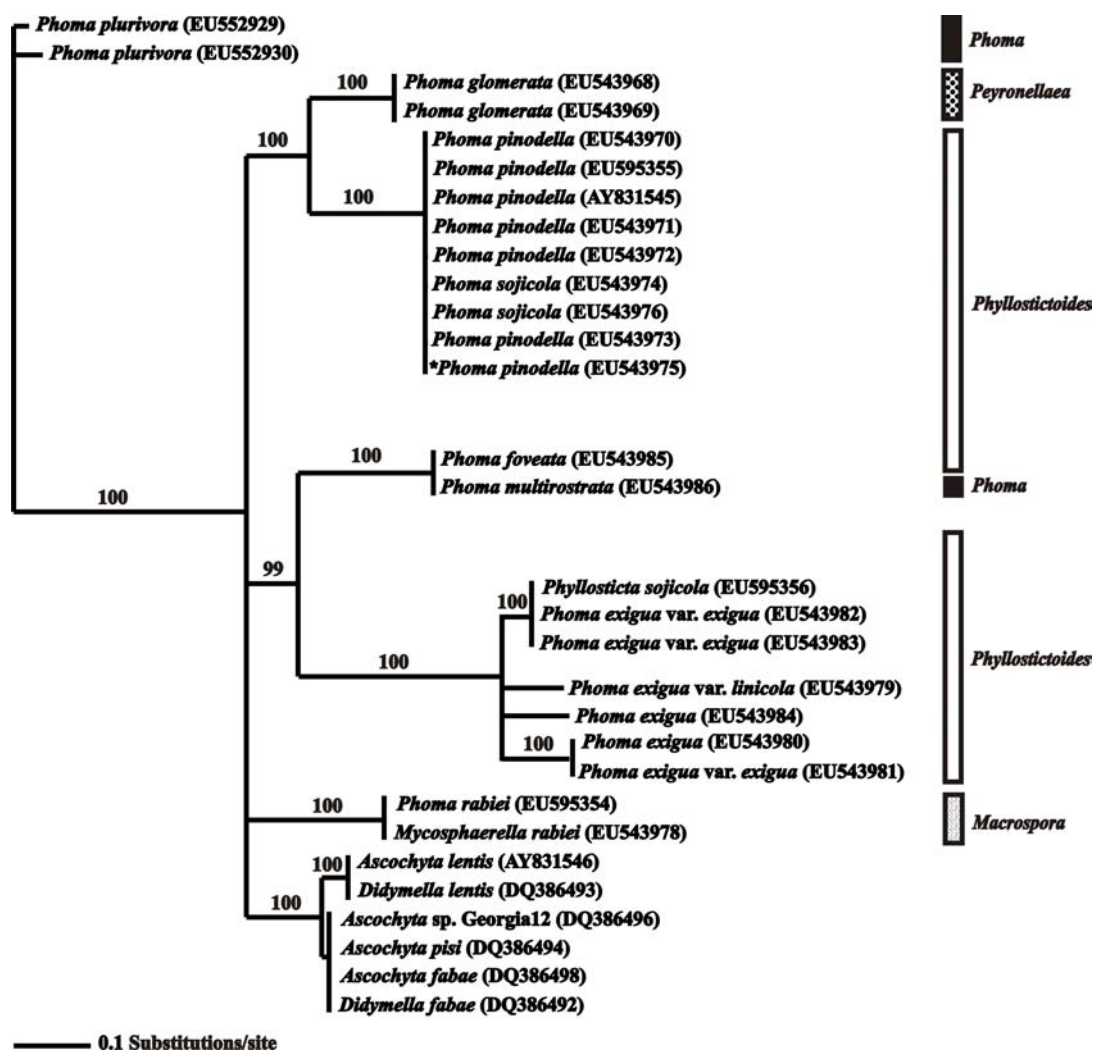 Phoma plurivora (EU552929)
Phoma plurivora (EU552930)
Phoma
100
Phoma glomerata (EU543968)
Phoma glomerata (EU543969)
Peyronellaea
100
100
Phoma pinodella (EU543970)
Phoma pinodella (EU595355)
Phoma pinodella (AY831545)
Phoma pinodella (EU543971)
Phoma pinodella (EU543972)
Phoma sojicola (EU543974)
Phoma sojicola (EU543976)
Phoma pinodella (EU543973)
*Phoma pinodella (EU543975)
Phyllostictoides
100
Phoma foveata (EU543985)
Phoma multirostrata (EU543986)
Phoma
100
99
100
100
Phyllosticta sojicola (EU595356)
Phoma exigua var. exigua (EU543982)
Phoma exigua var. exigua (EU543983)
Phoma exigua var. linicola (EU543979)
Phoma exigua (EU543984)
100
Phoma exigua (EU543980)
Phoma exigua var. exigua (EU543981)
Phyllostictoides
100
Phoma rabiei (EU595354)
Mycosphaerella rabiei (EU543978)
Macrospora
100
100
Ascochyta lentis (AY831546)
Didymella lentis (DQ386493)
Ascochyta sp. Georgia12 (DQ386496)
Ascochyta pisi (DQ386494)
Ascochyta fabae (DQ386498)
Didymella fabae (DQ386492)
0.1 Substitutions/site